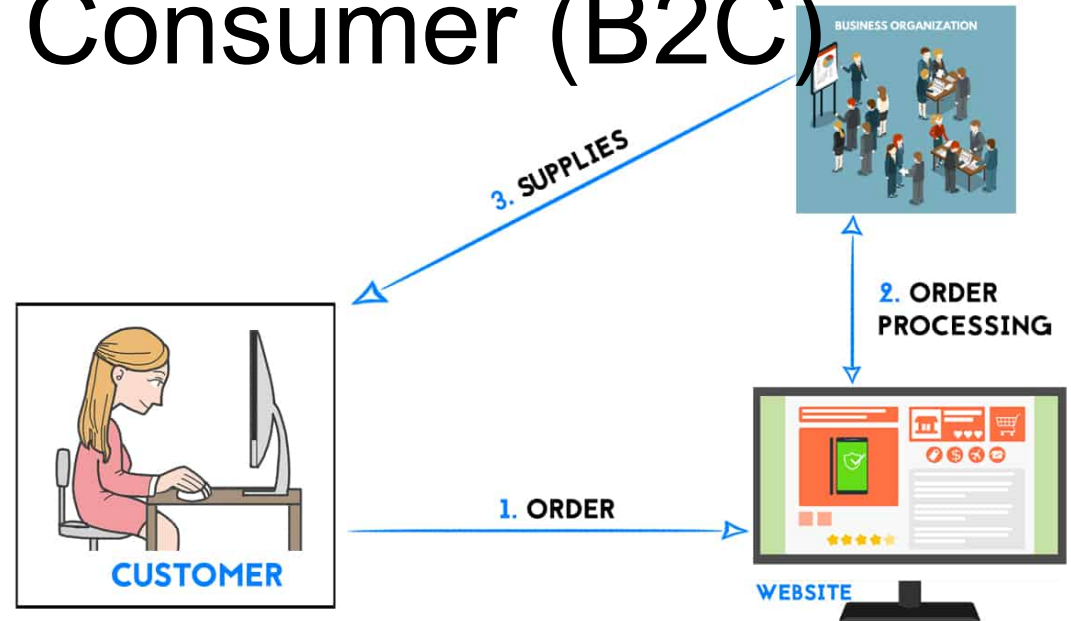 Consumer (B2C)
BUSINESS ORGANIZATION
3. SUPPLIES
2. ORDER
PROCESSING
1. ORDER
CUSTOMER
WEBSITE